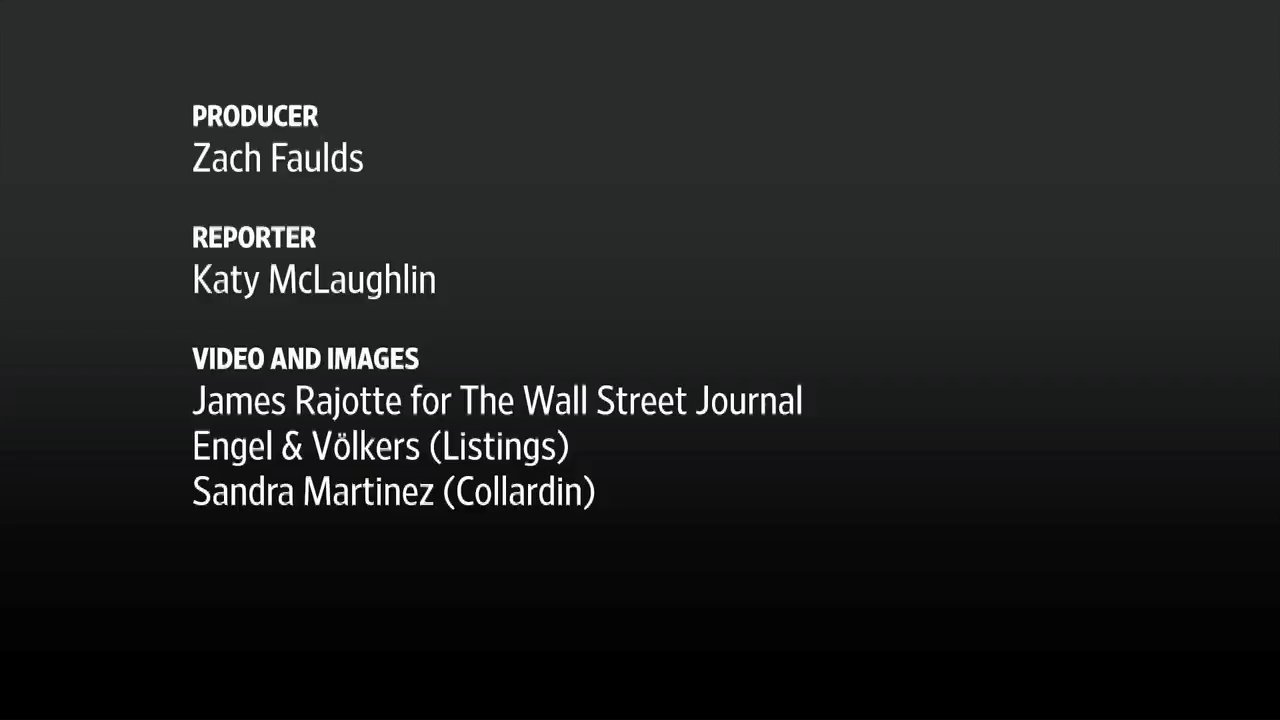 PRODUCER
Zach Faulds
REPORTER
Katy McLaughlin
VIDEO AND IMAGES
James Rajotte for The Wall Street Journal
Engel & Völkers (Listings)
Sandra Martinez (Collardin)